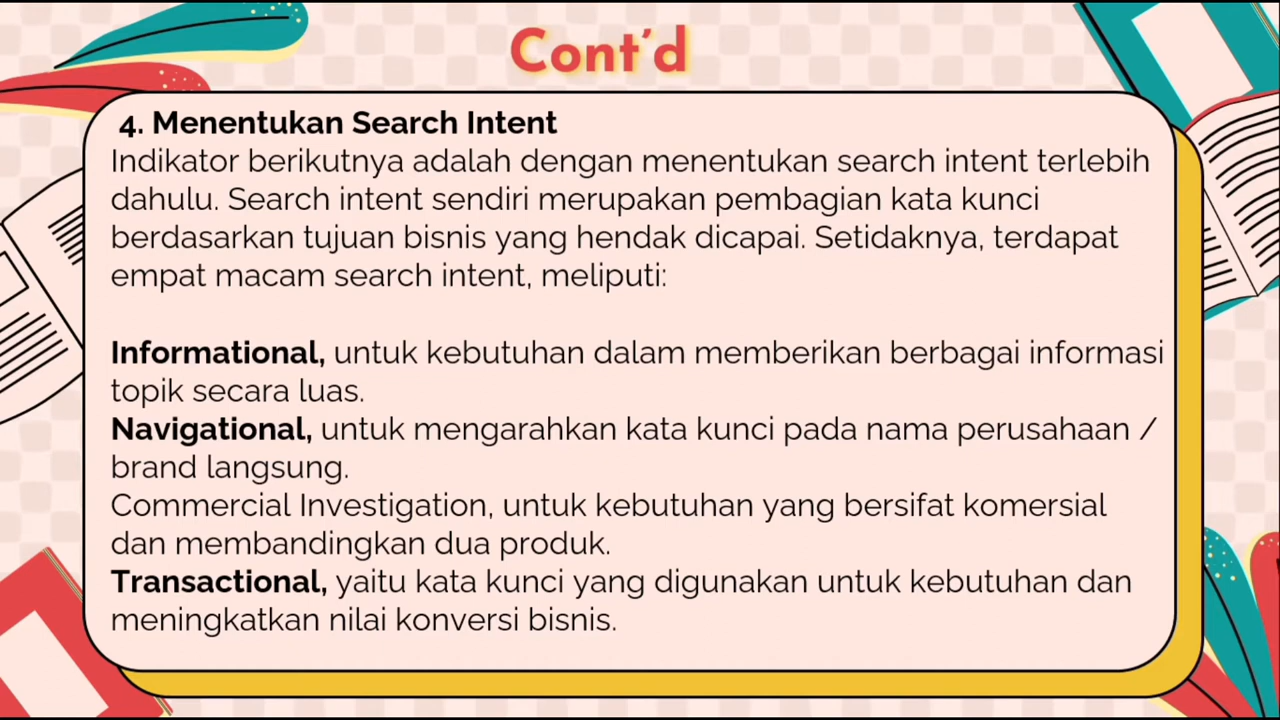 Cont'd
4. Menentukan Search Intent
Indikator berikutnya adalah dengan menentukan search intent terlebih
dahulu. Search intent sendiri merupakan pembagian kata kunci
berdasarkan tujuan bisnis yang hendak dicapai. Setidaknya, terdapat
empat macam search intent, meliputi:
Informational, untuk kebutuhan dalam memberikan berbagai informasi
topik secara luas.
Navigational, untuk mengarahkan kata kunci pada nama perusahaan /
brand langsung.
Commercial Investigation, untuk kebutuhan yang bersifat komersial
dan membandingkan dua produk.
Transactional, yaitu kata kunci yang digunakan untuk kebutuhan dan
meningkatkan nilai konversi bisnis.